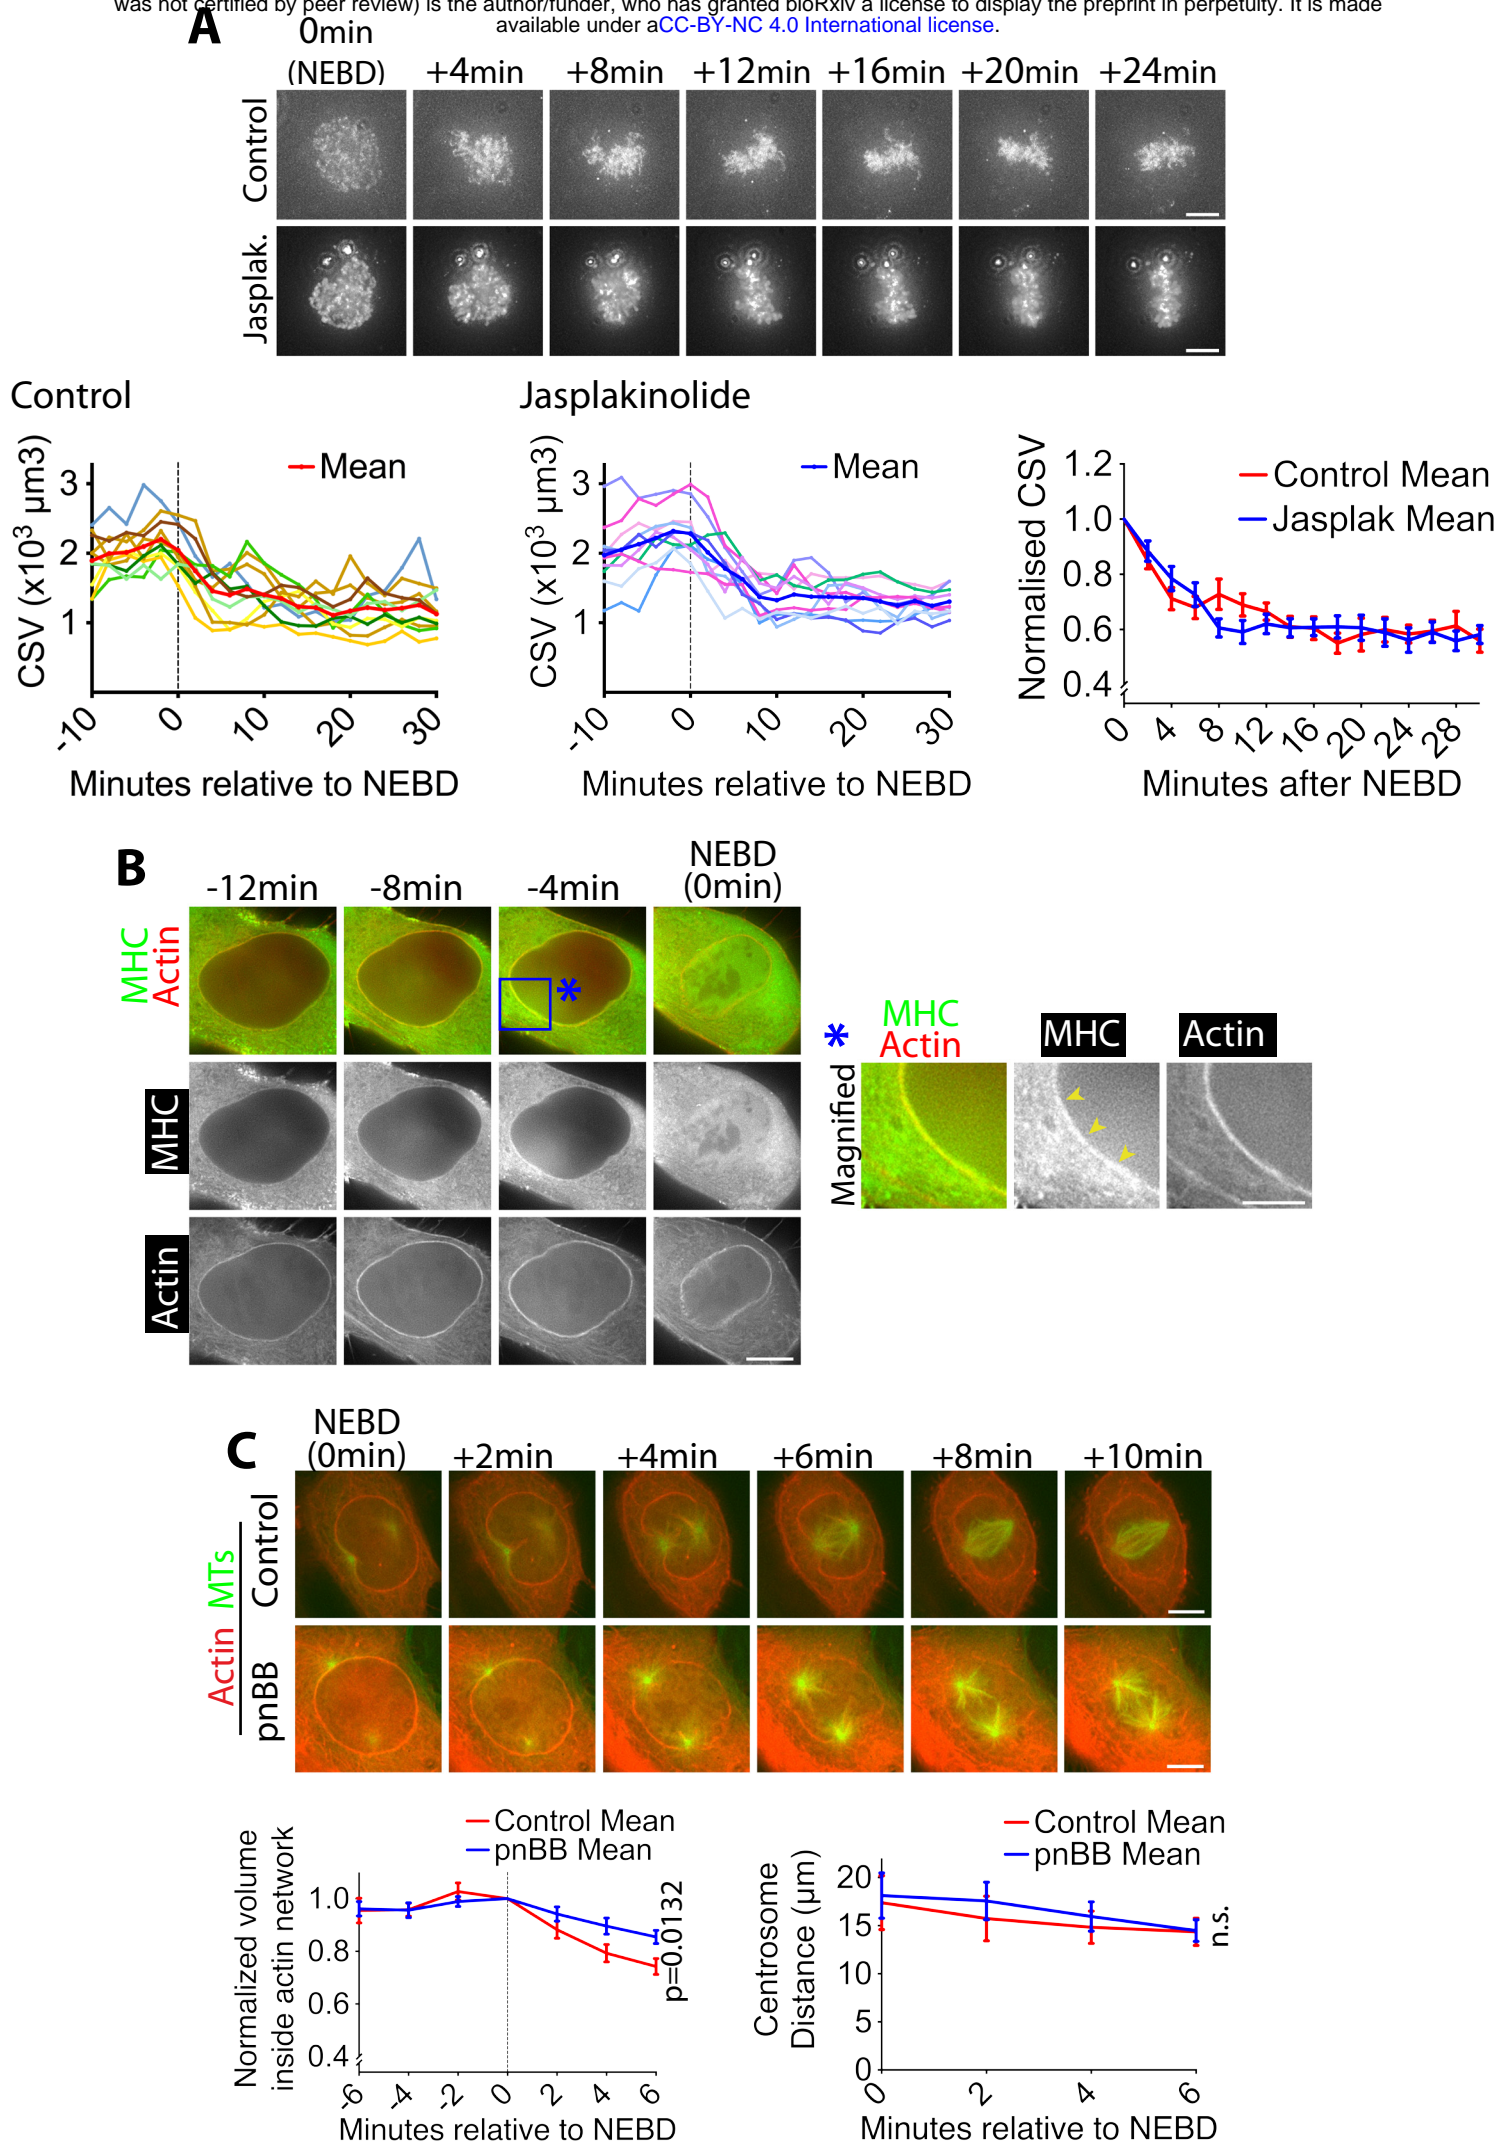 was not certified by peer review) is the author/funder, who has granted bioRxiv a license to display the preprint in perpetuity. It is made
available under aCC-BY-NC 4.0 International license.
A
0min
(NEBD) +4min +8min +12min +16min +20min +24min
Control
Jasplak.
Control
CSV (x10³ µm3)
3
2
1
Mean
-10 0 10 20 30
Minutes relative to NEBD
Jasplakinolide
CSV (x10³ µm3)
3
2
1
Mean
-10 0 10 20 30
Minutes relative to NEBD
Normalised CSV
1.2
1.0
0.8
0.6
0.4
Control Mean
Jasplak Mean
0 4 8 12 16 20 24 28
Minutes after NEBD
B
-12min -8min -4min NEBD
(0min)
MHC
Actin
*
MHC
Actin
*
Magnified
MHC
Actin
MHC
Actin
C
NEBD
(0min) +2min +4min +6min +8min +10min
Actin MTs
Control
pnBB
Control Mean
pnBB Mean
Normalized volume
inside actin network
1.0
0.8
0.6
0.4
p=0.0132
-6 -4 -2 0 2 4 6
Minutes relative to NEBD
Control Mean
pnBB Mean
Centrosome
Distance (µm)
20
15
10
5
0
n.s.
0 2 4 6
Minutes relative to NEBD